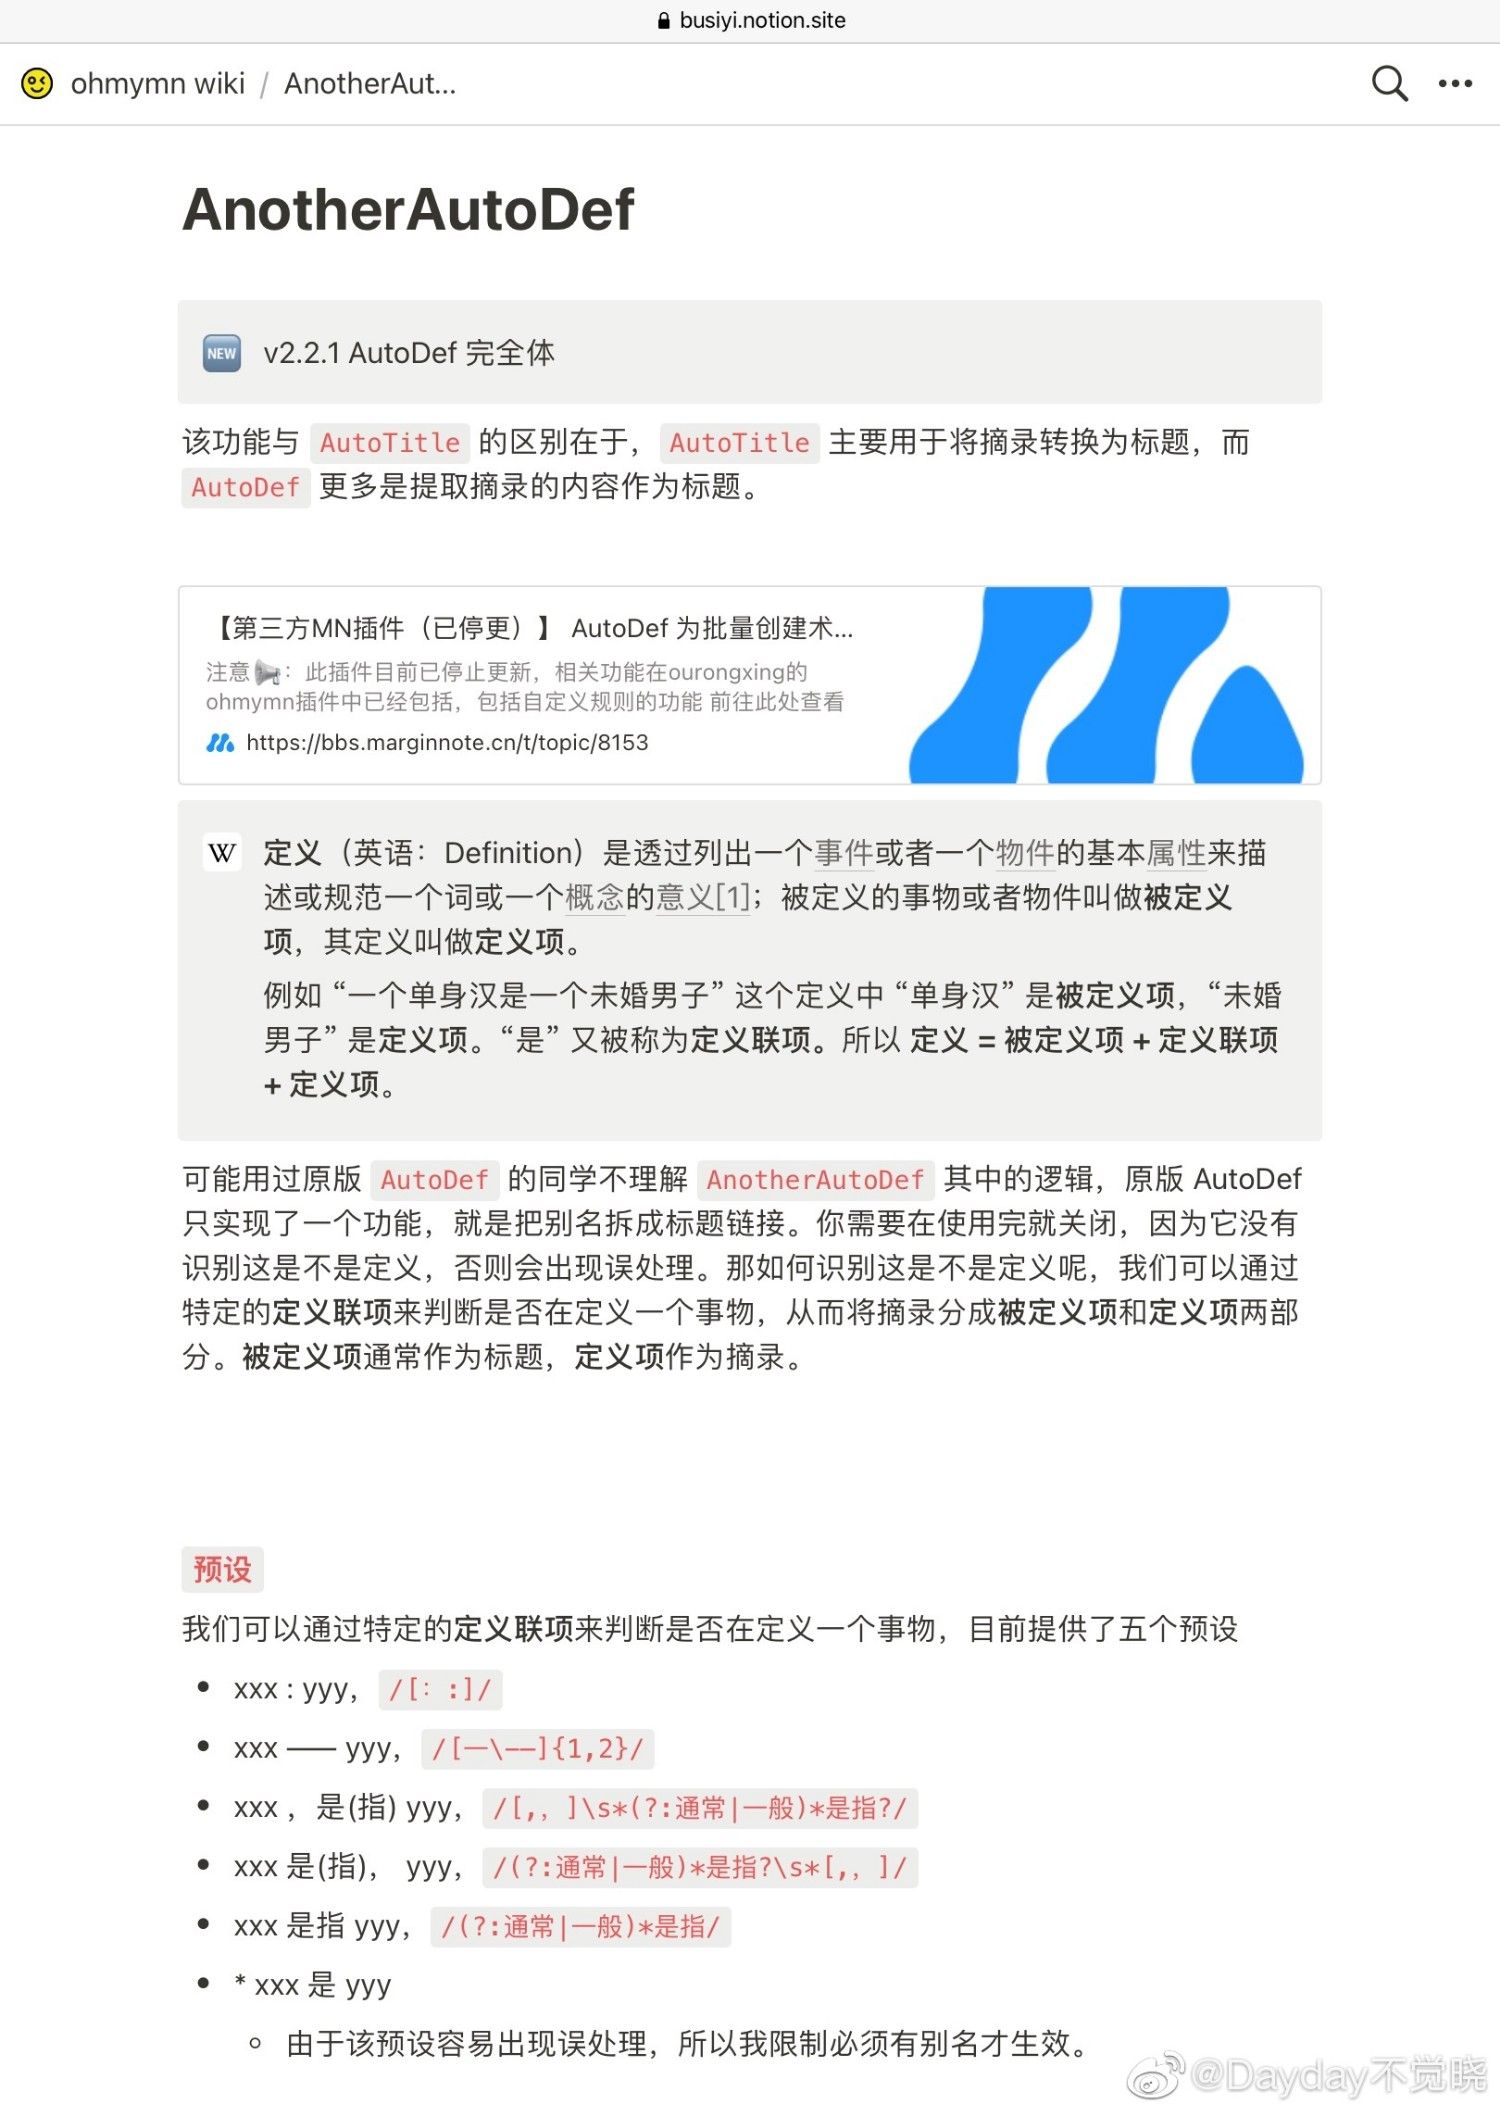 busiyi.notion.site
ohmymn wiki / AnotherAut...
AnotherAutoDef
NEW v2.2.1 AutoDef 完全体
该功能与 AutoTitle 的区别在于，AutoTitle 主要用于将摘录转换为标题，而
AutoDef 更多是提取摘录的内容作为标题。
【第三方MN插件（已停更）】 AutoDef 为批量创建术...
注意📢：此插件目前已停止更新，相关功能在ourongxing的
ohmymn插件中已经包括，包括自定义规则的功能 前往此处查看
https://bbs.marginnote.cn/t/topic/8153
W 定义（英语：Definition）是透过列出一个事件或者一个物件的基本属性来描
述或规范一个词或一个概念的意义[1]；被定义的事物或者物件叫做被定义
项，其定义叫做定义项。
例如 “一个单身汉是一个未婚男子” 这个定义中 “单身汉” 是被定义项，“未婚
男子” 是定义项。“是” 又被称为定义联项。所以 定义 = 被定义项 + 定义联项
+ 定义项。
可能用过原版 AutoDef 的同学不理解 AnotherAutoDef 其中的逻辑，原版 AutoDef
只实现了一个功能，就是把别名拆成标题链接。你需要在使用完就关闭，因为它没有
识别这是不是定义，否则会出现误处理。那如何识别这是不是定义呢，我们可以通过
特定的定义联项来判断是否在定义一个事物，从而将摘录分成被定义项和定义项两部
分。被定义项通常作为标题，定义项作为摘录。
预设
我们可以通过特定的定义联项来判断是否在定义一个事物，目前提供了五个预设
• xxx : yyy， /[：:]/
• xxx —— yyy， /[一\-—]{1,2}/
• xxx ，是(指) yyy， /[,，]\s*(?:通常|一般)*是指?/
• xxx 是(指)， yyy， /(?:通常|一般)*是指?\s*[,，]/
• xxx 是指 yyy， /(?:通常|一般)*是指/
• * xxx 是 yyy
◦ 由于该预设容易出现误处理，所以我限制必须有别名才生效。
@Dayday不觉晓